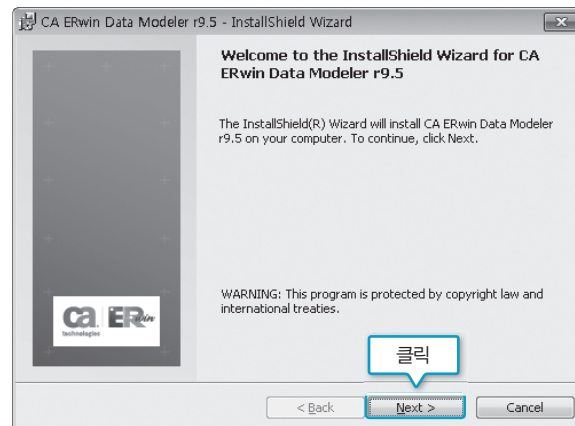 CA ERwin Data Modeler r9.5 - InstallShield Wizard
Welcome to the InstallShield Wizard for CA
ERwin Data Modeler r9.5
The InstallShield(R) Wizard will install CA ERwin Data Modeler
r9.5 on your computer. To continue, click Next.
WARNING: This program is protected by copyright law and
international treaties.
ca
technologies
ERwin
클릭
< Back
Next >
Cancel